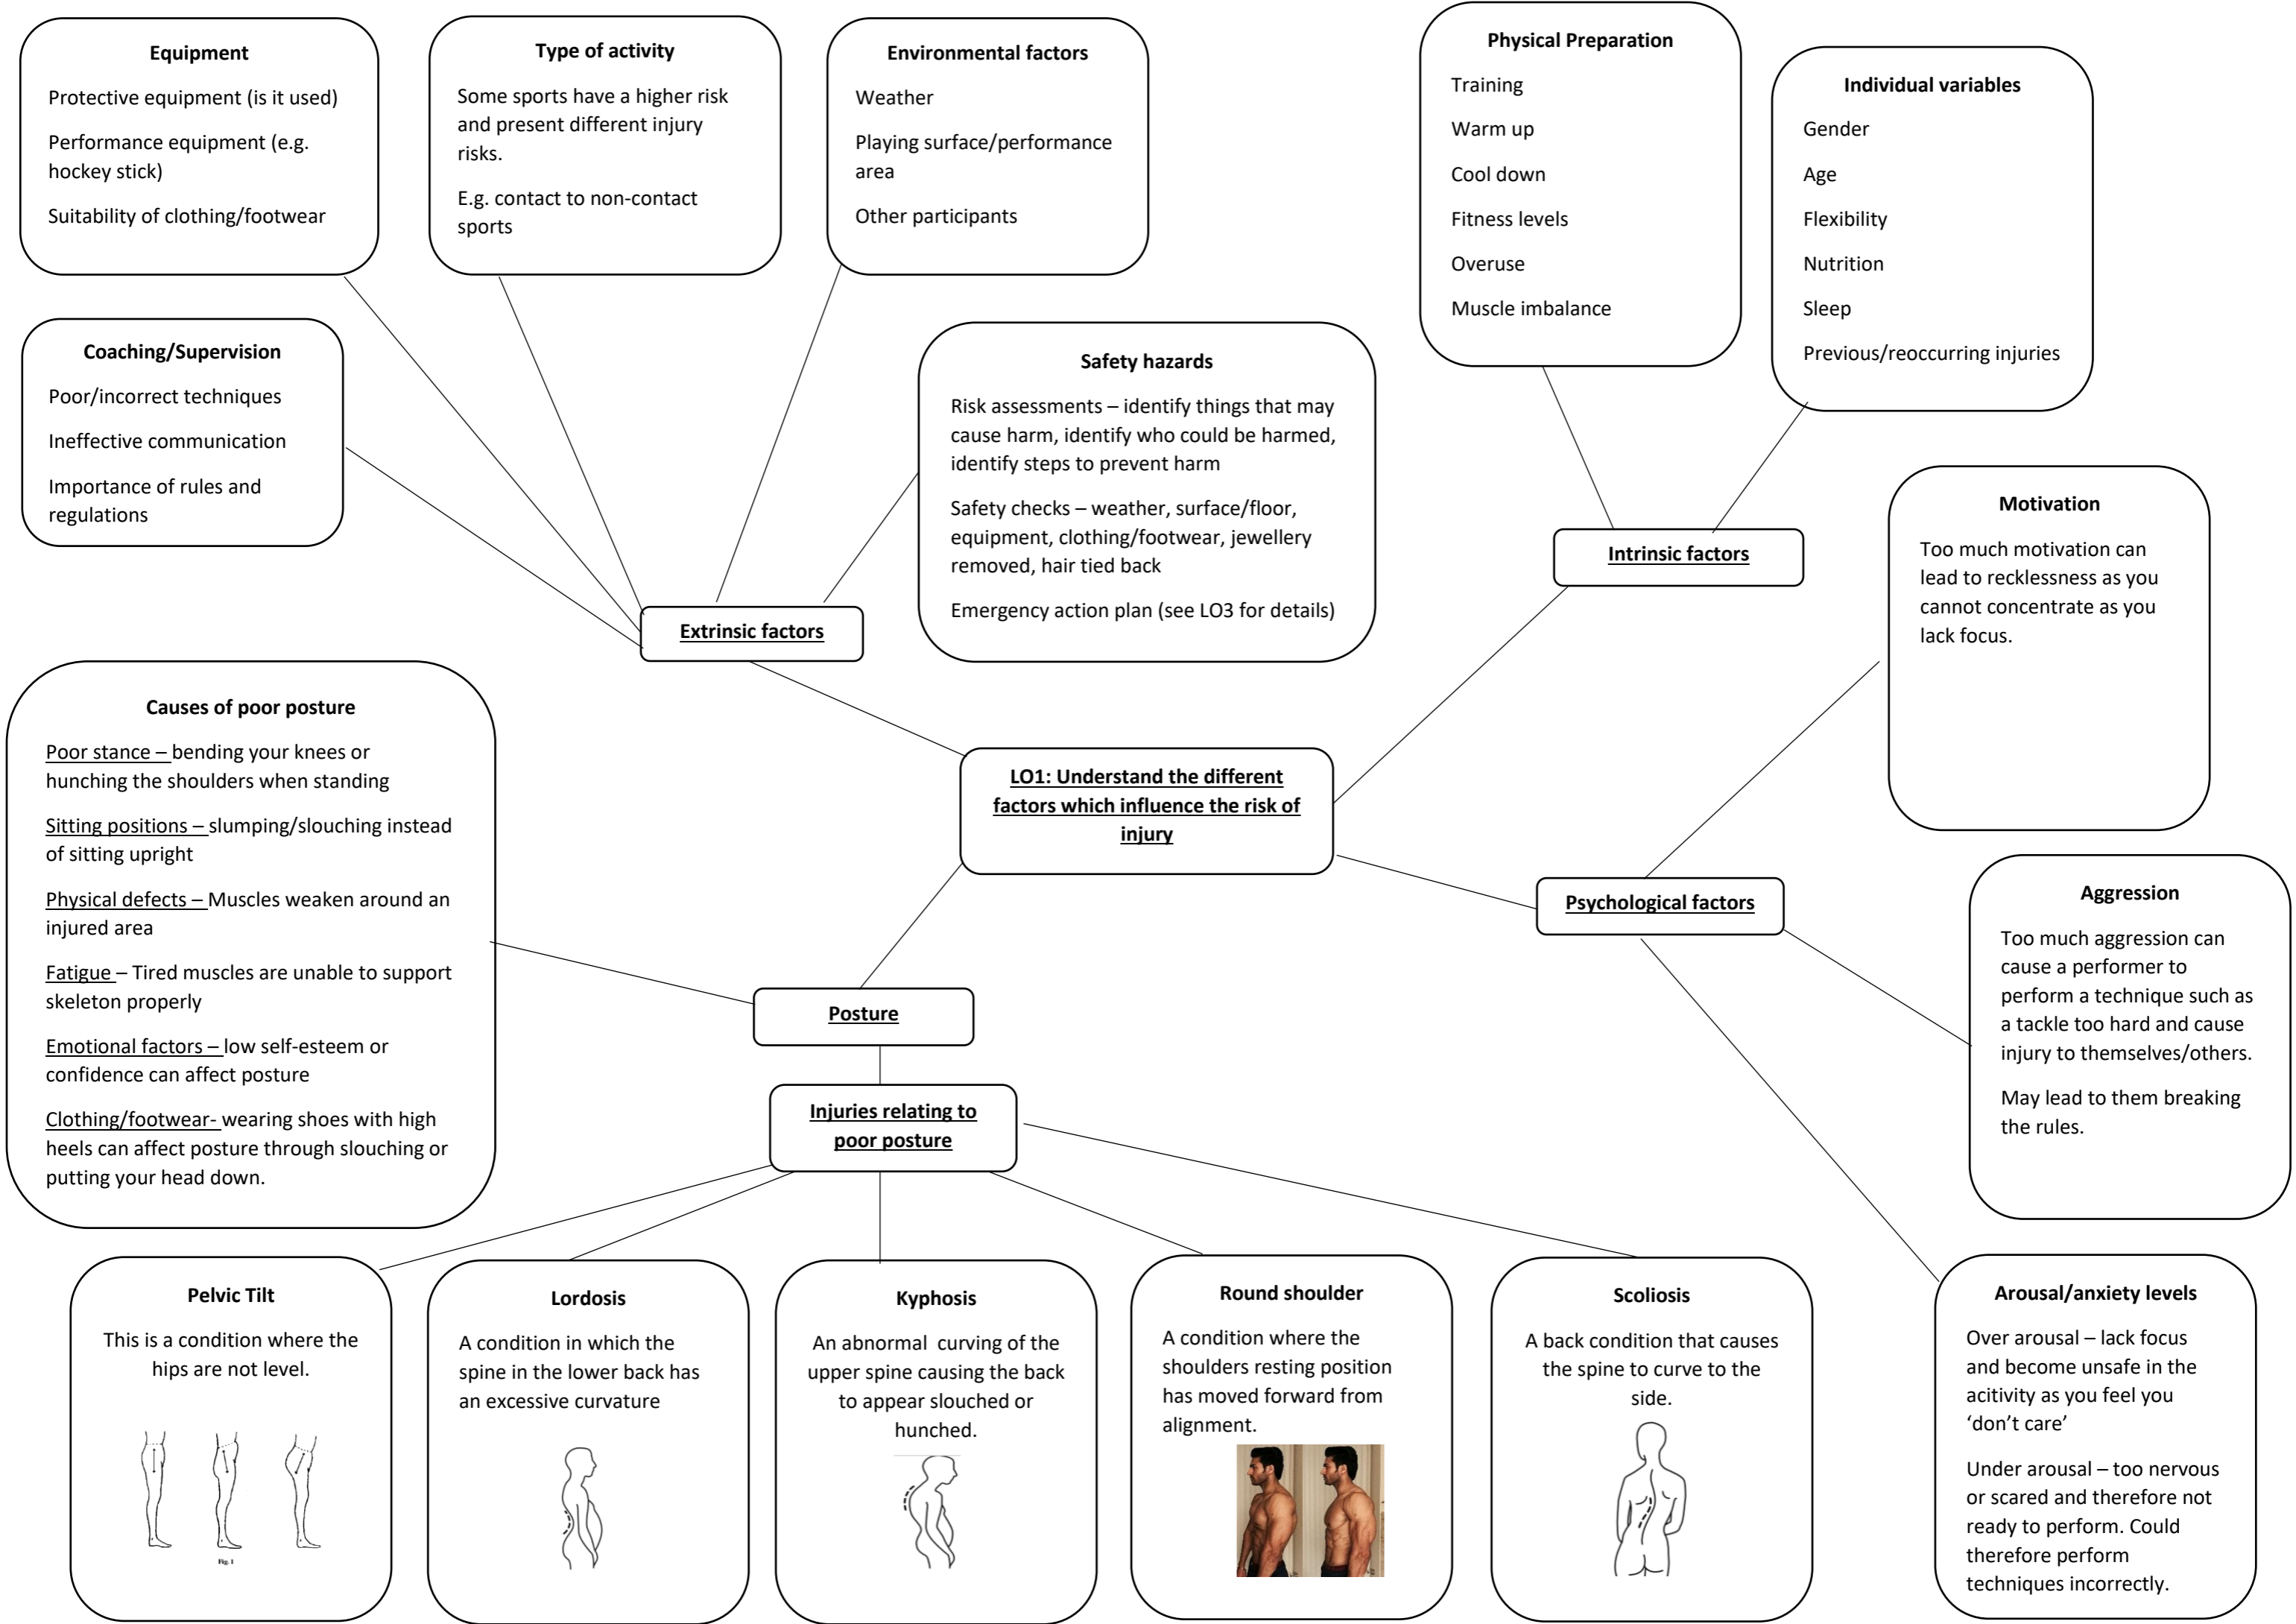 Equipment
Protective equipment (is it used)
Performance equipment (e.g.
hockey stick)
Suitability of clothing/footwear
Type of activity
Some sports have a higher risk
and present different injury
risks.
E.g. contact to non-contact
sports
Environmental factors
Weather
Playing surface/performance
area
Other participants
Physical Preparation
Training
Warm up
Cool down
Fitness levels
Overuse
Muscle imbalance
Individual variables
Gender
Age
Flexibility
Nutrition
Sleep
Previous/reoccurring injuries
Coaching/Supervision
Poor/incorrect techniques
Ineffective communication
Importance of rules and
regulations
Safety hazards
Risk assessments – identify things that may
cause harm, identify who could be harmed,
identify steps to prevent harm
Safety checks – weather, surface/floor,
equipment, clothing/footwear, jewellery
removed, hair tied back
Emergency action plan (see LO3 for details)
Extrinsic factors
Intrinsic factors
Motivation
Too much motivation can
lead to recklessness as you
cannot concentrate as you
lack focus.
Causes of poor posture
Poor stance – bending your knees or
hunching the shoulders when standing
Sitting positions – slumping/slouching instead
of sitting upright
Physical defects – Muscles weaken around an
injured area
Fatigue – Tired muscles are unable to support
skeleton properly
Emotional factors – low self-esteem or
confidence can affect posture
Clothing/footwear- wearing shoes with high
heels can affect posture through slouching or
putting your head down.
LO1: Understand the different
factors which influence the risk of
injury
Psychological factors
Aggression
Too much aggression can
cause a performer to
perform a technique such as
a tackle too hard and cause
injury to themselves/others.
May lead to them breaking
the rules.
Posture
Injuries relating to
poor posture
Pelvic Tilt
This is a condition where the
hips are not level.
Fig. 1
Lordosis
A condition in which the
spine in the lower back has
an excessive curvature
Kyphosis
An abnormal  curving of the
upper spine causing the back
to appear slouched or
hunched.
Round shoulder
A condition where the
shoulders resting position
has moved forward from
alignment.
Scoliosis
A back condition that causes
the spine to curve to the
side.
Arousal/anxiety levels
Over arousal – lack focus
and become unsafe in the
acitivity as you feel you
‘don’t care’
Under arousal – too nervous
or scared and therefore not
ready to perform. Could
therefore perform
techniques incorrectly.